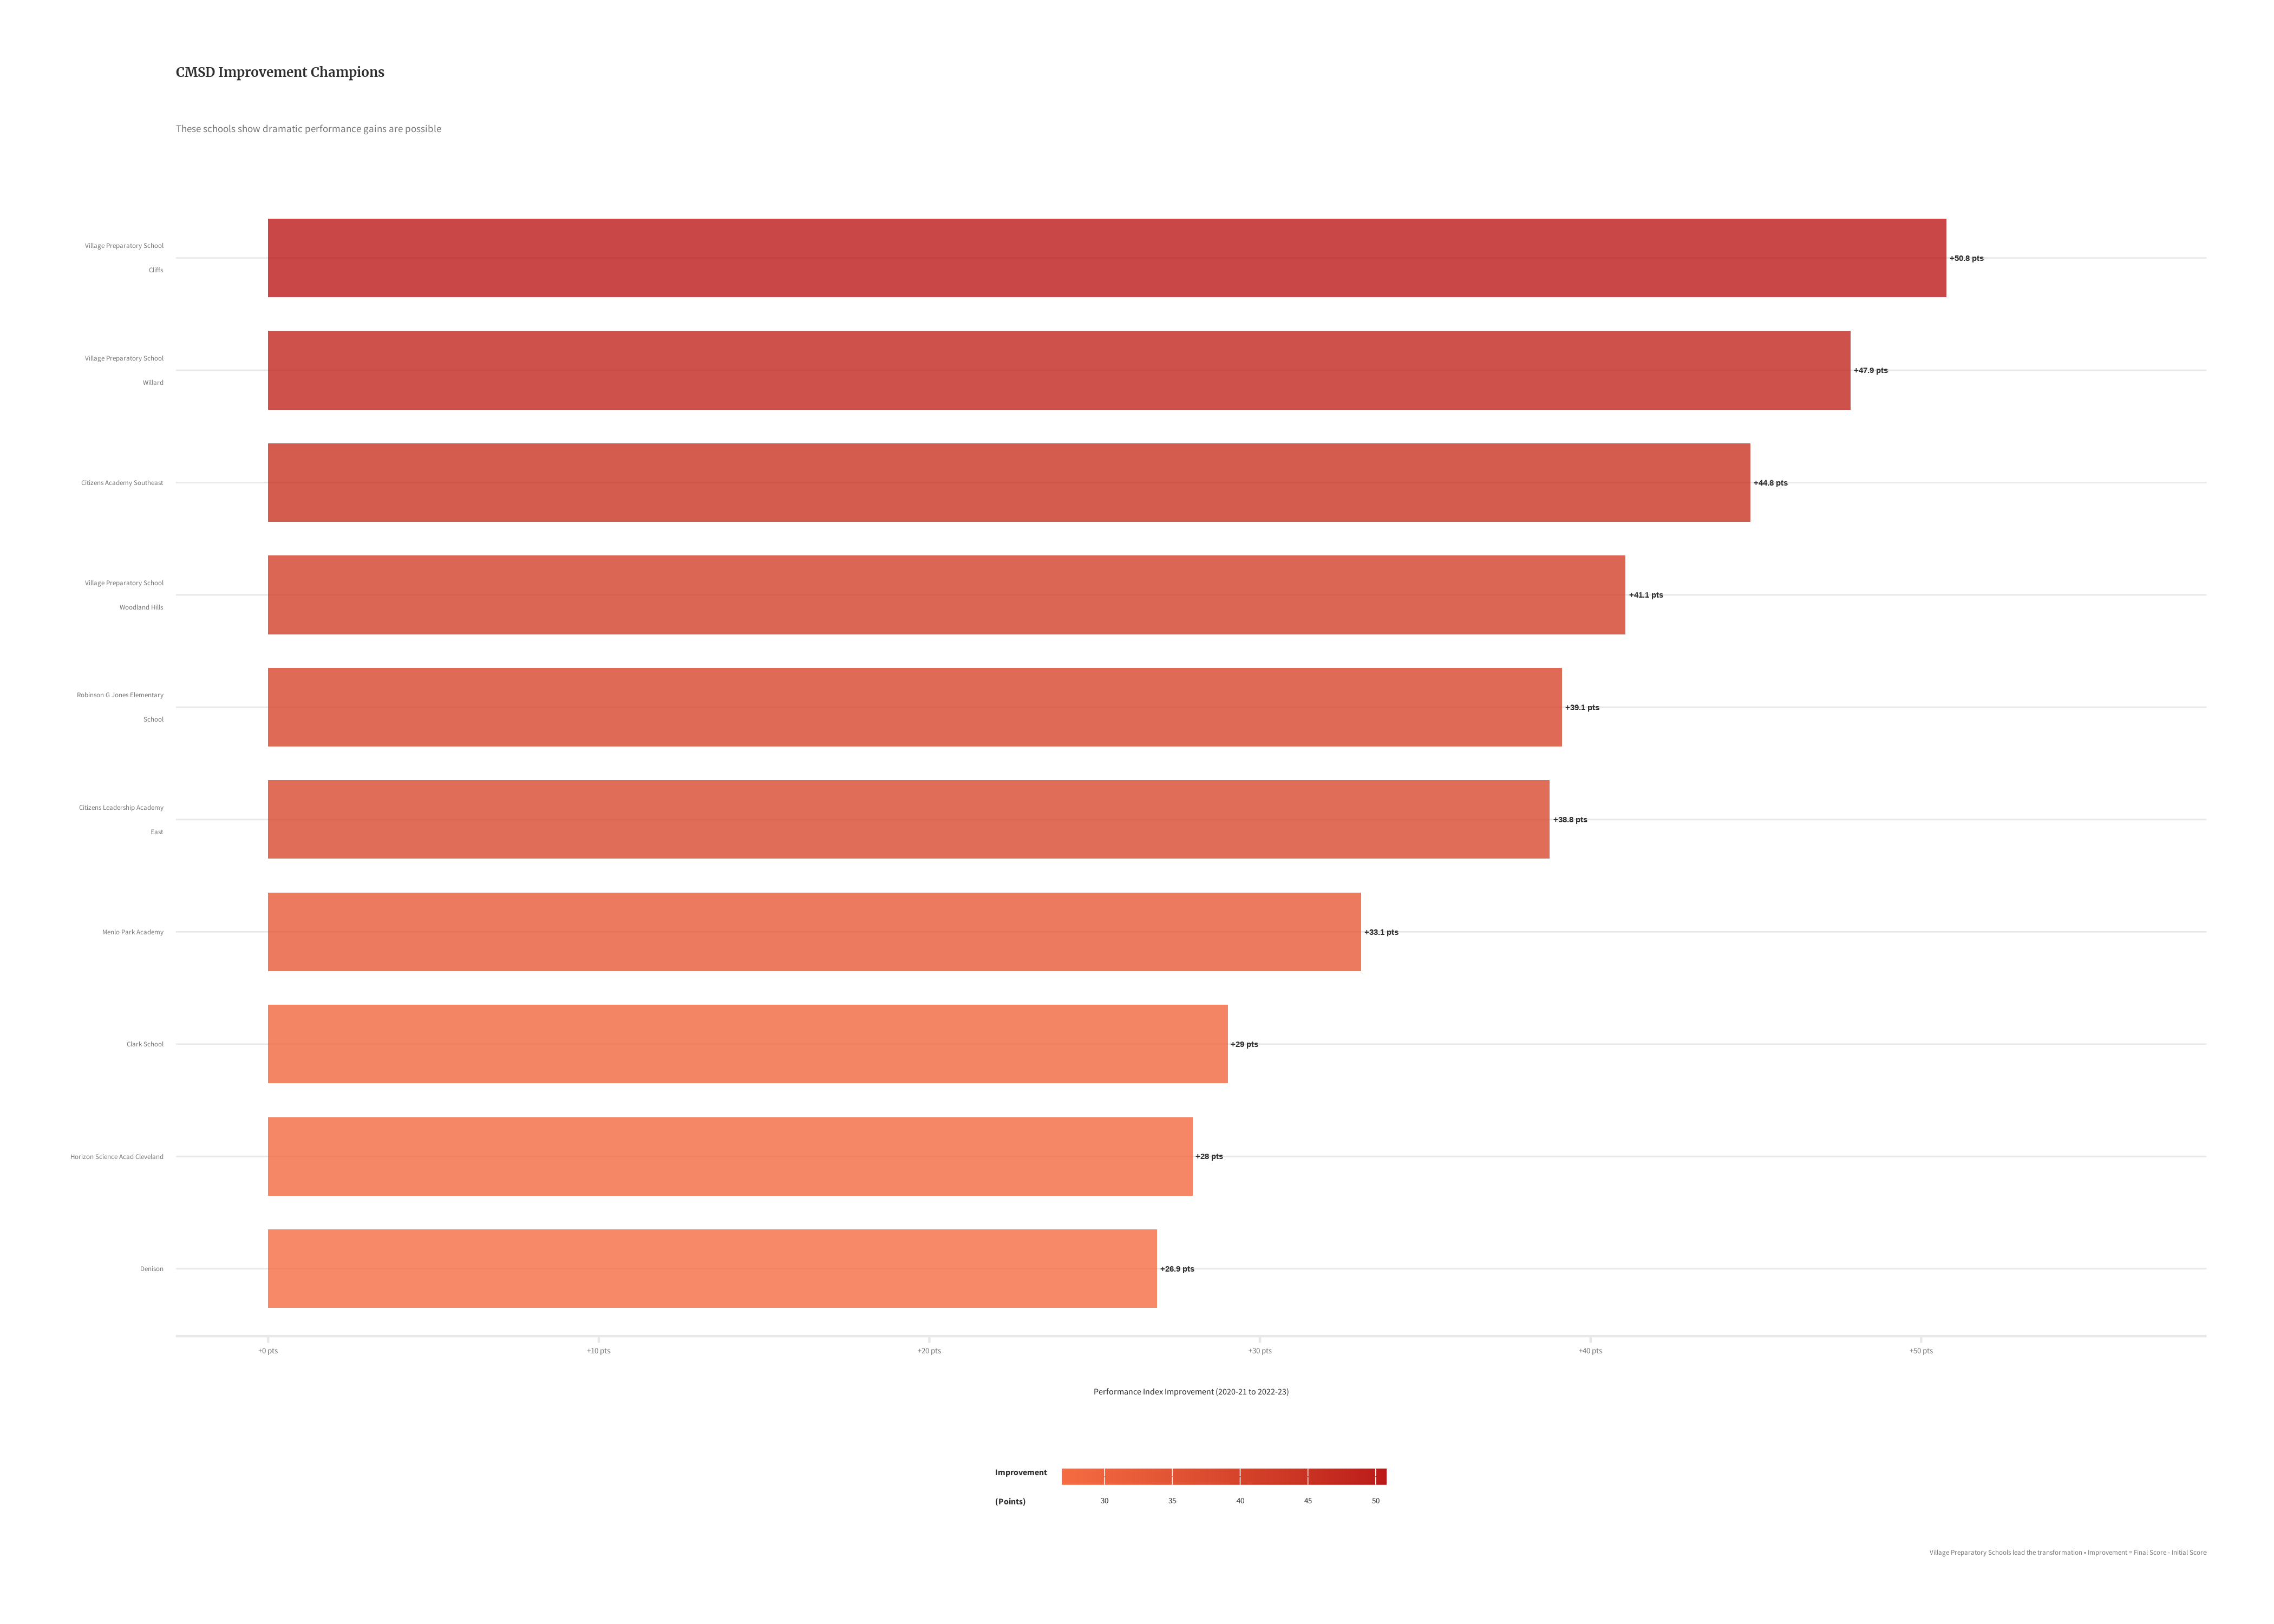 CMSD Improvement Champions
These schools show dramatic performance gains are possible
Village Preparatory School
Cliffs
+50.8 pts
Village Preparatory School
Willard
+47.9 pts
Citizens Academy Southeast
+44.8 pts
Village Preparatory School
Woodland Hills
+41.1 pts
Robinson G Jones Elementary
School
+39.1 pts
Citizens Leadership Academy
East
+38.8 pts
Menlo Park Academy
+33.1 pts
Clark School
+29 pts
Horizon Science Acad Cleveland
+28 pts
Denison
+26.9 pts
+0 pts +10 pts +20 pts +30 pts +40 pts +50 pts
Performance Index Improvement (2020-21 to 2022-23)
Improvement
(Points)
30 35 40 45 50
Village Preparatory Schools lead the transformation • Improvement = Final Score - Initial Score